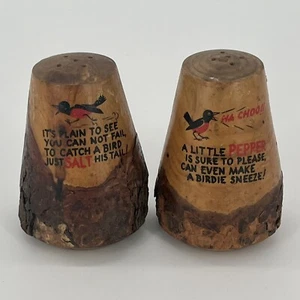 IT'S PLAIN TO SEE
YOU CAN NOT FAIL
TO CATCH A BIRD
JUST SALT HIS TAIL!
HA CHOOO
A LITTLE PEPPER
IS SURE TO PLEASE,
CAN EVEN MAKE
A BIRDIE SNEEZE!